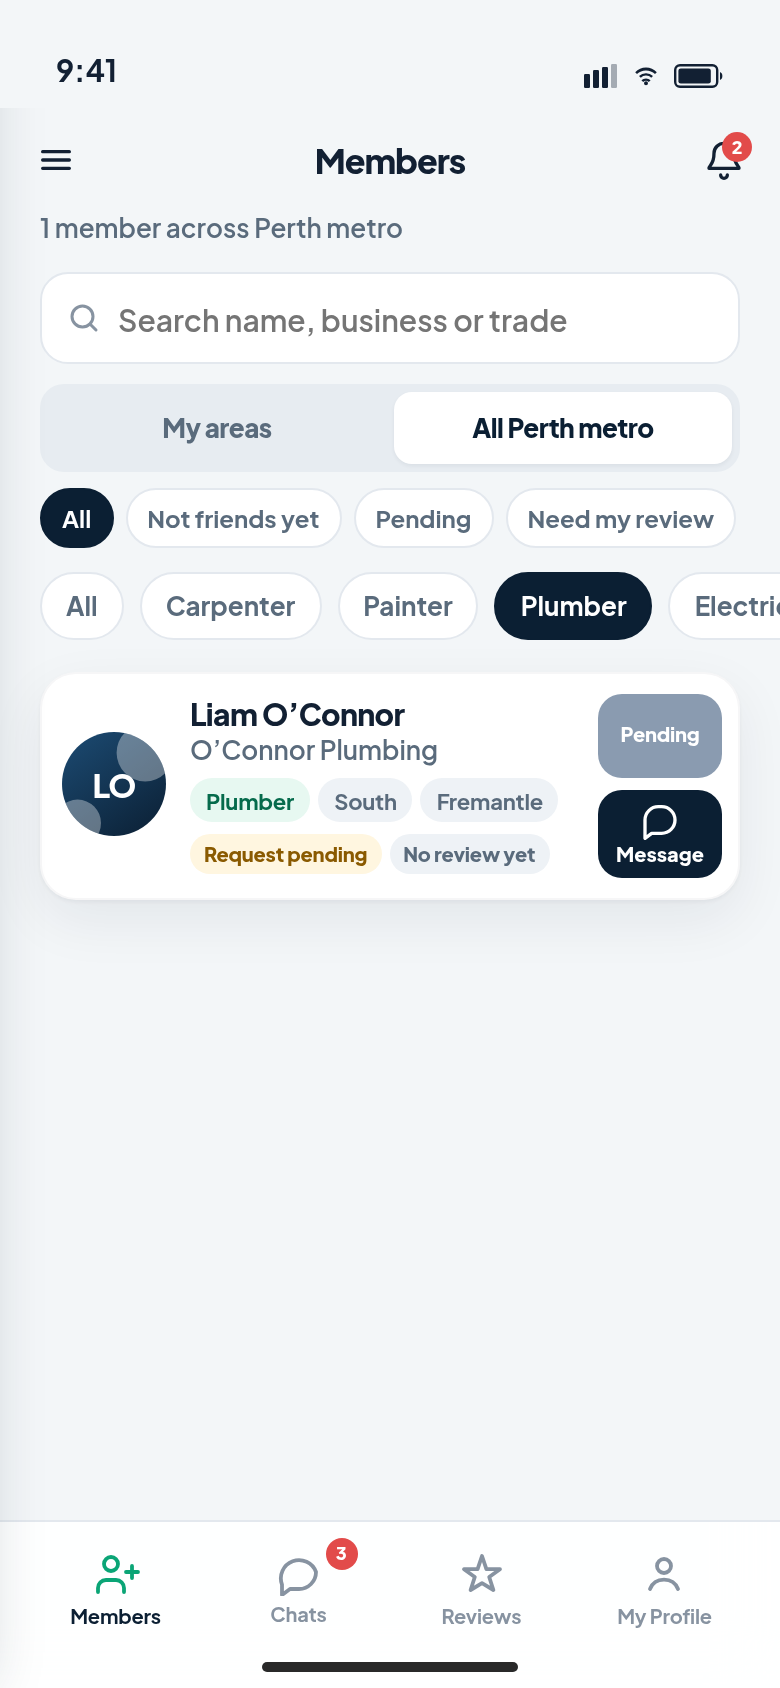 9:41
Members
2
1 member across Perth metro
Search name, business or trade
My areas All Perth metro
All Not friends yet Pending Need my review
All Carpenter Painter Plumber
LO
Liam O’Connor
O’Connor Plumbing
Plumber South Fremantle
Request pending No review yet
Pending
Message
3
Members Chats Reviews My Profile